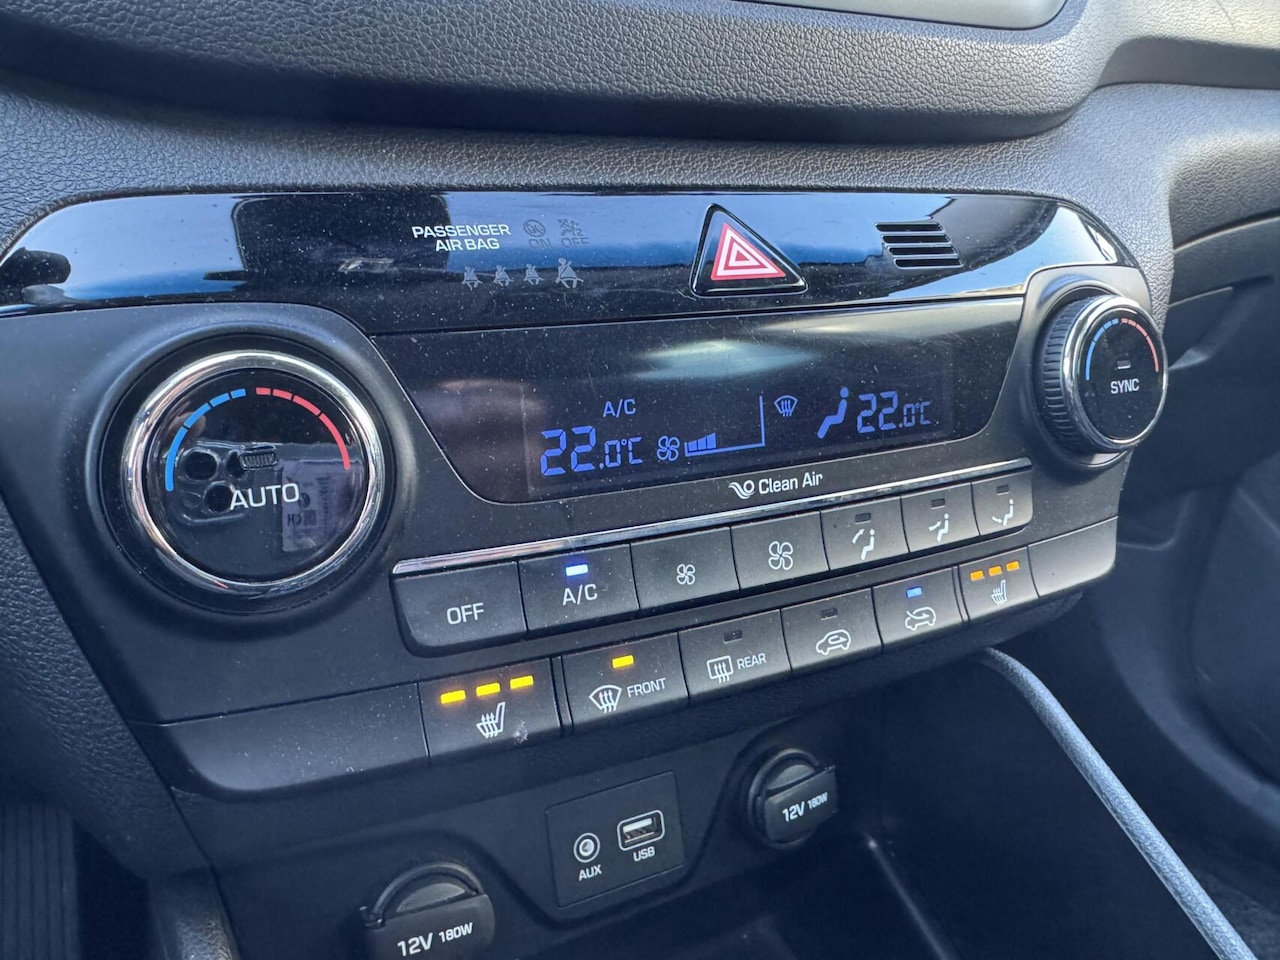 PASSENGER
AIR BAG
ON OFF
A/C
22.0°C
22.0°C
Clean Air
AUTO
SYNC
OFF
A/C
FRONT
REAR
AUX
USB
12V 180W
12V 180W